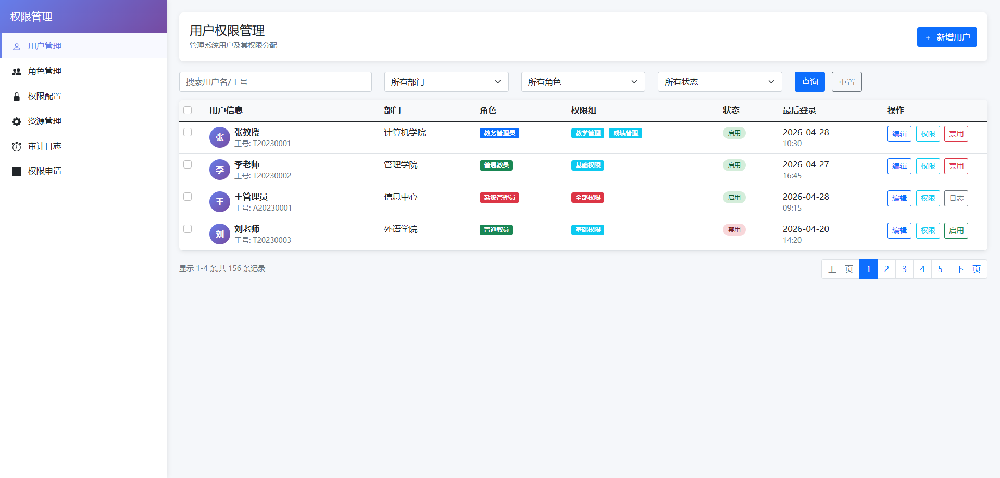 权限管理
用户管理
角色管理
权限配置
资源管理
审计日志
权限申请
用户权限管理
管理系统用户及其权限分配
+ 新增用户
搜索用户名/工号 所有部门 所有角色 所有状态 查询 重置
用户信息 部门 角色 权限组 状态 最后登录 操作
张 张教授 计算机学院 教务管理员 教学管理 成绩管理 启用 2026-04-28 编辑 权限 禁用
工号: T20230001 10:30
李 李老师 管理学院 普通教员 基础权限 启用 2026-04-27 编辑 权限 禁用
工号: T20230002 16:45
王 王管理员 信息中心 系统管理员 全部权限 启用 2026-04-28 编辑 权限 日志
工号: A20230001 09:15
刘 刘老师 外语学院 普通教员 基础权限 禁用 2026-04-20 编辑 权限 启用
工号: T20230003 14:20
显示 1-4 条,共 156 条记录 上一页 1 2 3 4 5 下一页